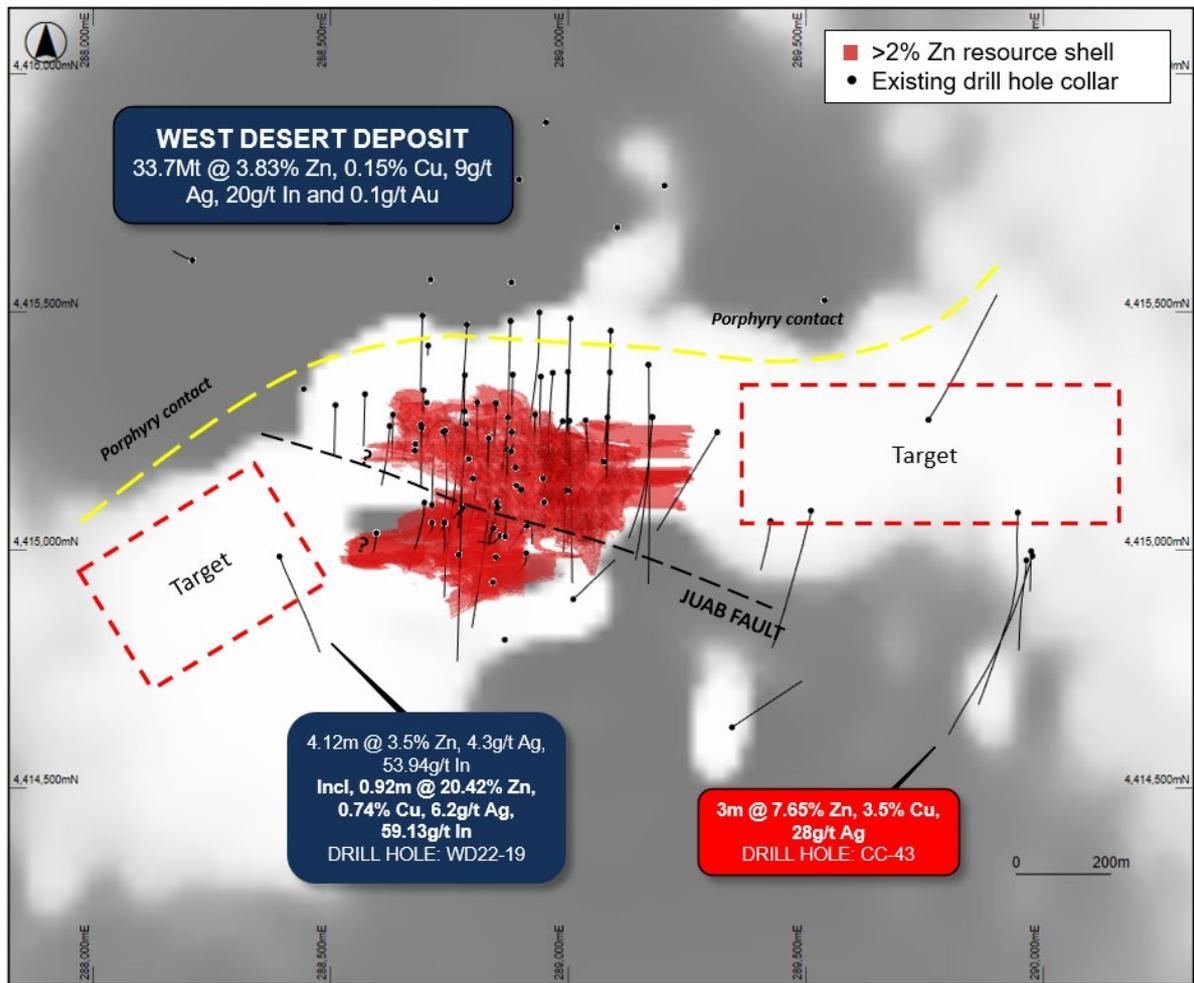 288,000mE
288,500mE
289,000mE
289,500mE
290,000mE
4,416,000mN
>2% Zn resource shell
Existing drill hole collar
WEST DESERT DEPOSIT
33.7Mt @ 3.83% Zn, 0.15% Cu, 9g/t
Ag, 20g/t In and 0.1g/t Au
4,415,500mN
4,415,500mN
Porphyry contact
Porphyry contact
?
Target
?
4,415,000mN
4,415,000mN
Target
JUAB FAULT
4.12m @ 3.5% Zn, 4.3g/t Ag,
53.94g/t In
Incl, 0.92m @ 20.42% Zn,
0.74% Cu, 6.2g/t Ag,
59.13g/t In
DRILL HOLE: WD22-19
4,414,500mN
4,414,500mN
3m @ 7.65% Zn, 3.5% Cu,
28g/t Ag
DRILL HOLE: CC-43
0 200m
288,000mE
288,500mE
289,000mE
289,500mE
290,000mE